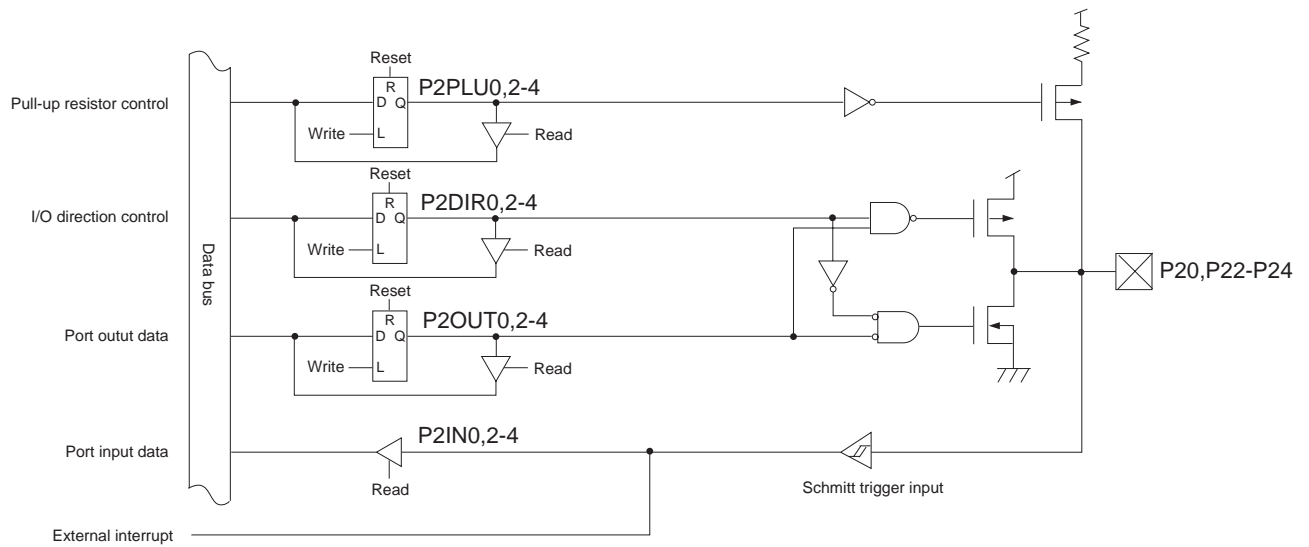 Reset
Pull-up resistor control
R
D Q
L
P2PLU0,2-4
Write
Read
Reset
I/O direction control
R
D Q
L
P2DIR0,2-4
Write
Read
Data bus
P20,P22-P24
Reset
Port outut data
R
D Q
L
P2OUT0,2-4
Write
Read
Port input data
P2IN0,2-4
Read
Schmitt trigger input
External interrupt